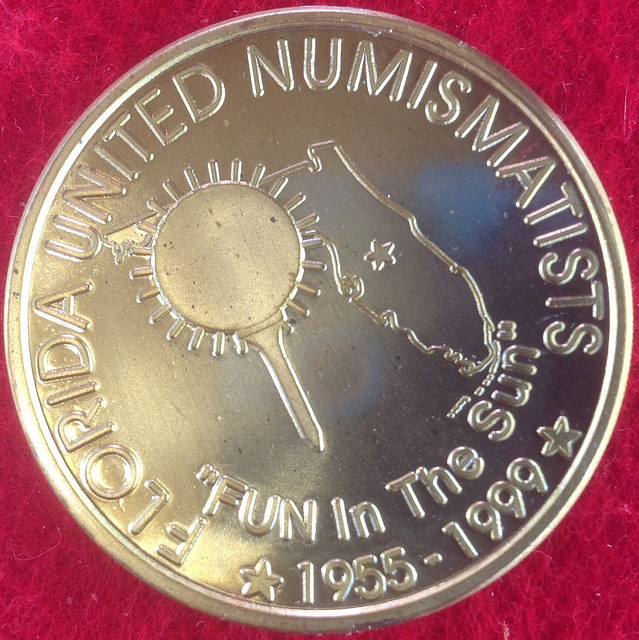 FLORIDA UNITED NUMISMATISTS
"FUN In The Sun"
1955-1999